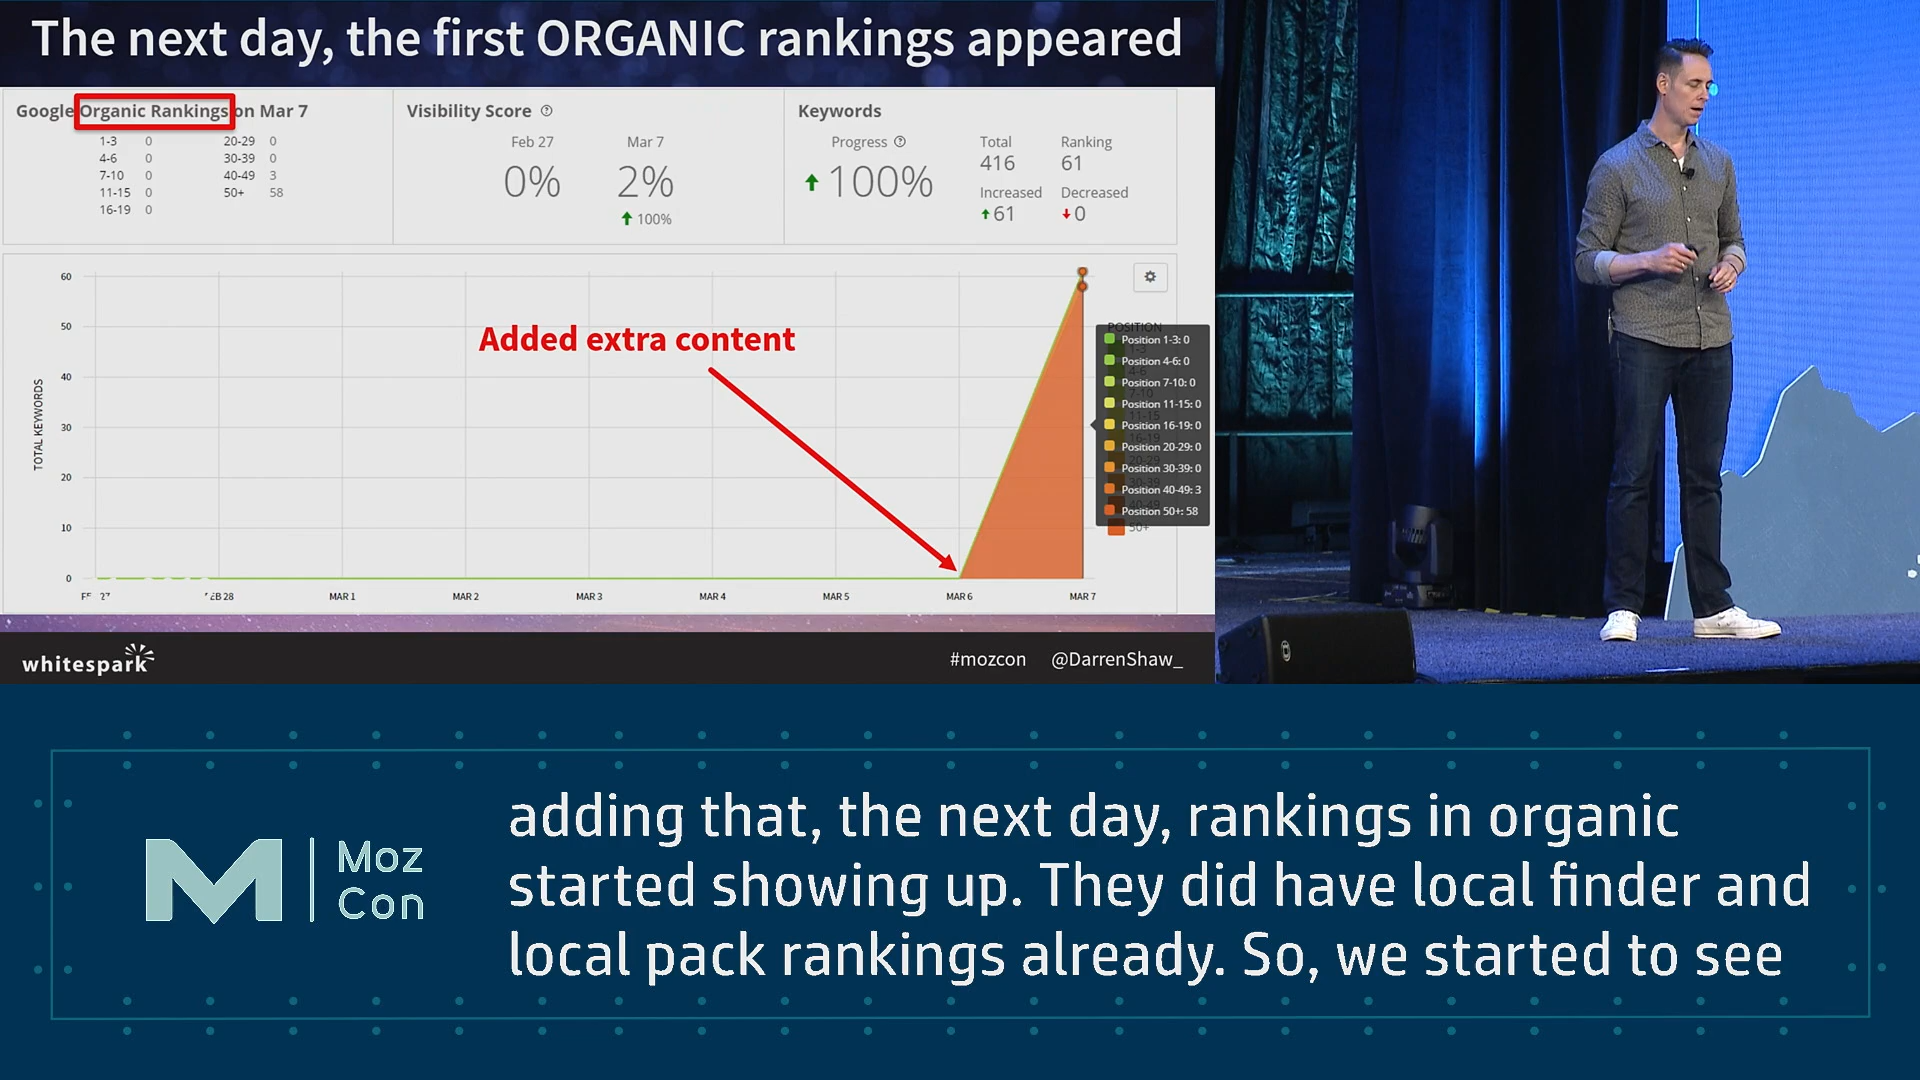 The next day, the first ORGANIC rankings appeared
Google Organic Rankings on Mar 7
1-3 0 20-29 0
4-6 0 30-39 0
7-10 0 40-49 3
11-15 0 50+ 58
16-19 0
Visibility Score
Feb 27 Mar 7
0% 2%
100%
Keywords
Progress Total Ranking
100% 416 61
Increased Decreased
61 0
Added extra content
TOTAL KEYWORDS
60
50
40
30
20
10
0
MAR 1 MAR 2 MAR 3 MAR 4 MAR 5 MAR 6 MAR 7
POSITION
Position 1-3: 0
Position 4-6: 0
Position 7-10: 0
Position 11-15: 0
Position 16-19: 0
Position 20-29: 0
Position 30-39: 0
Position 40-49: 3
Position 50+: 58
50+
whitespark
#mozcon @DarrenShaw_
Moz
Con
adding that, the next day, rankings in organic
started showing up. They did have local finder and
local pack rankings already. So, we started to see